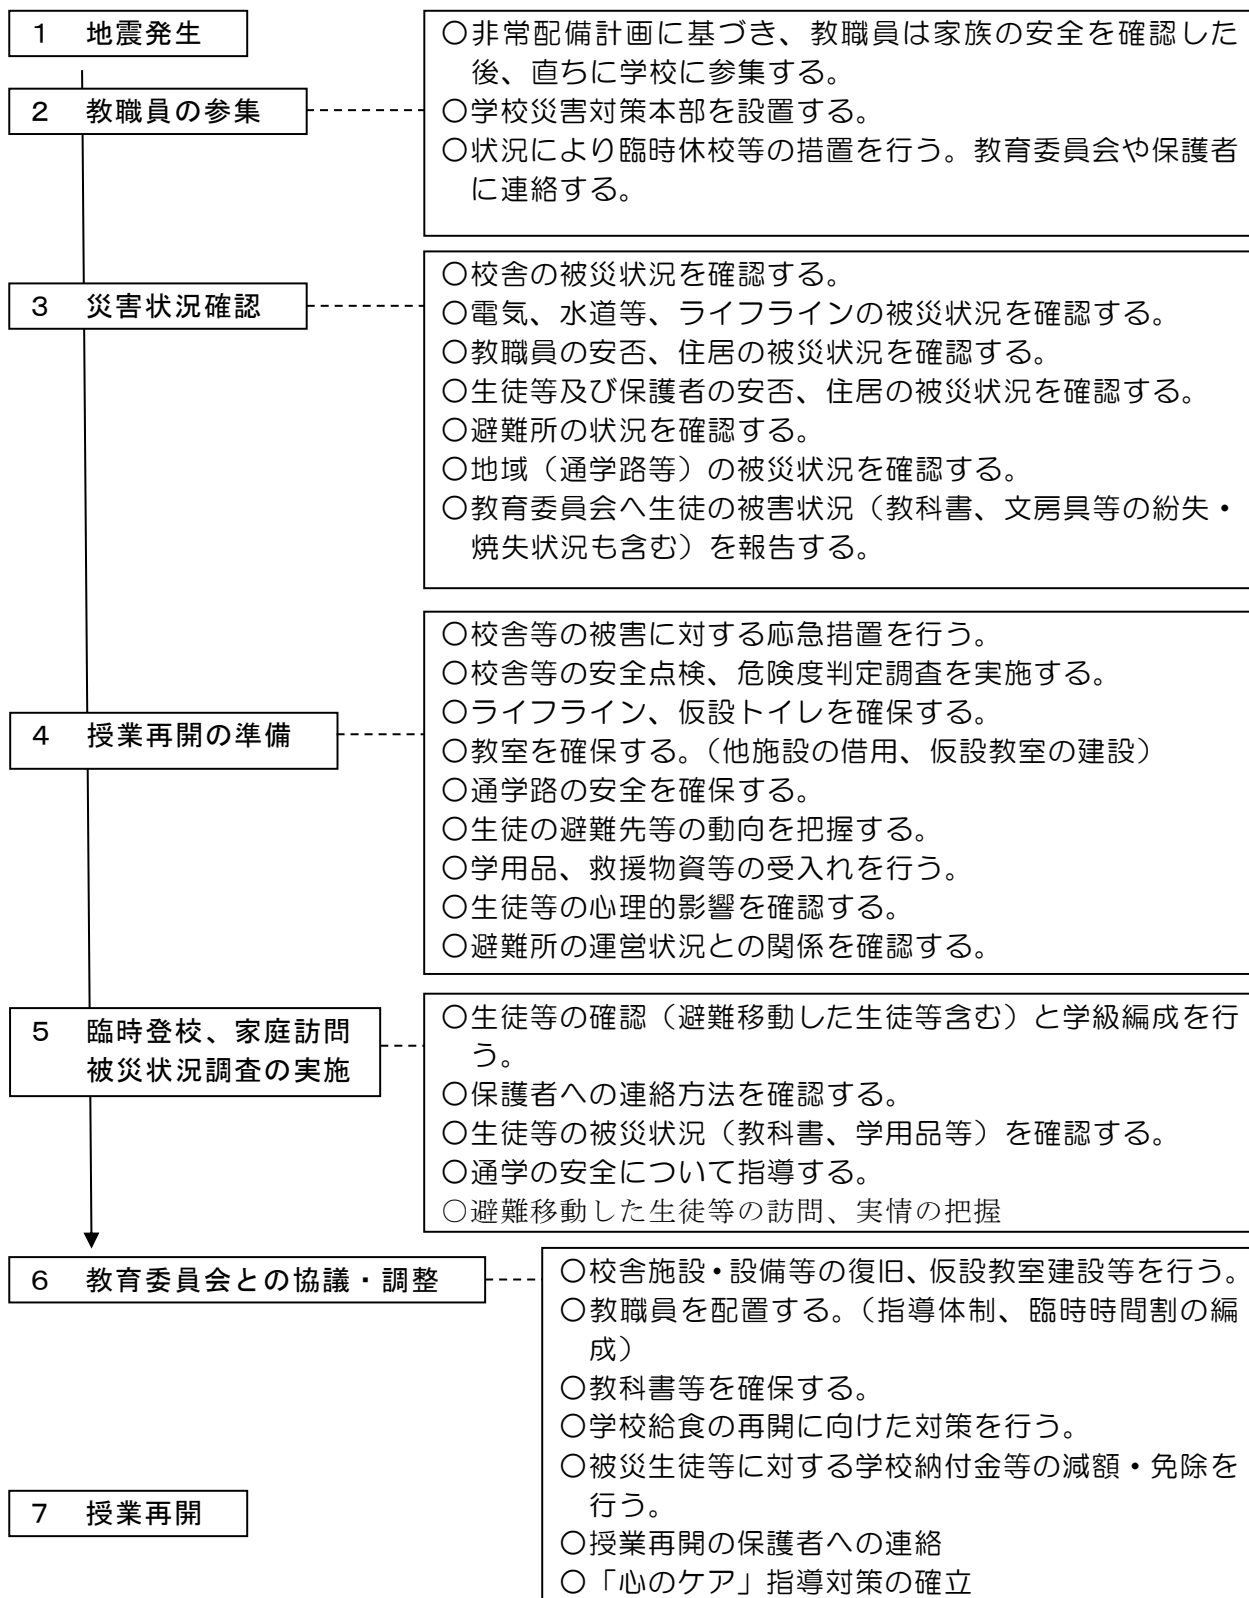 １　地震発生
○非常配備計画に基づき、教職員は家族の安全を確認した
後、直ちに学校に参集する。
２　教職員の参集
○学校災害対策本部を設置する。
○状況により臨時休校等の措置を行う。教育委員会や保護者
に連絡する。
３　災害状況確認
○校舎の被災状況を確認する。
○電気、水道等、ライフラインの被災状況を確認する。
○教職員の安否、住居の被災状況を確認する。
○生徒等及び保護者の安否、住居の被災状況を確認する。
○避難所の状況を確認する。
○地域（通学路等）の被災状況を確認する。
○教育委員会へ生徒の被害状況（教科書、文房具等の紛失・
焼失状況も含む）を報告する。
４　授業再開の準備
○校舎等の被害に対する応急措置を行う。
○校舎等の安全点検、危険度判定調査を実施する。
○ライフライン、仮設トイレを確保する。
○教室を確保する。（他施設の借用、仮設教室の建設）
○通学路の安全を確保する。
○生徒の避難先等の動向を把握する。
○学用品、救援物資等の受入れを行う。
○生徒等の心理的影響を確認する。
○避難所の運営状況との関係を確認する。
５　臨時登校、家庭訪問
被災状況調査の実施
○生徒等の確認（避難移動した生徒等含む）と学級編成を行
う。
○保護者への連絡方法を確認する。
○生徒等の被災状況（教科書、学用品等）を確認する。
○通学の安全について指導する。
○避難移動した生徒等の訪問、実情の把握
６　教育委員会との協議・調整
○校舎施設・設備等の復旧、仮設教室建設等を行う。
○教職員を配置する。（指導体制、臨時時間割の編
成）
○教科書等を確保する。
○学校給食の再開に向けた対策を行う。
○被災生徒等に対する学校納付金等の減額・免除を
行う。
○授業再開の保護者への連絡
○「心のケア」指導対策の確立
７　授業再開